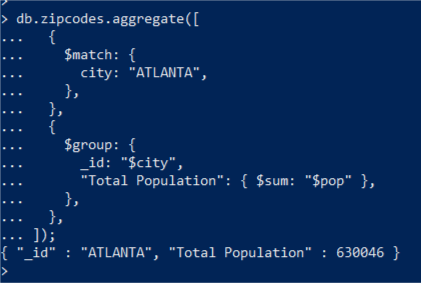 >
> db.zipcodes.aggregate([
...   {
...     $match: {
...       city: "ATLANTA",
...     },
...   },
...   {
...     $group: {
...       _id: "$city",
...       "Total Population": { $sum: "$pop" },
...     },
...   },
... ]);
{ "_id" : "ATLANTA", "Total Population" : 630046 }
>